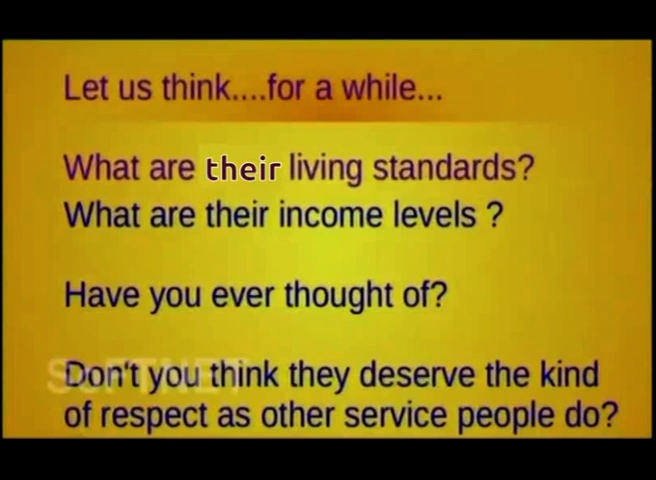 Let us think....for a while...
What are their living standards?
What are their income levels ?
Have you ever thought of?
SOFTNET
Don't you think they deserve the kind
of respect as other service people do?